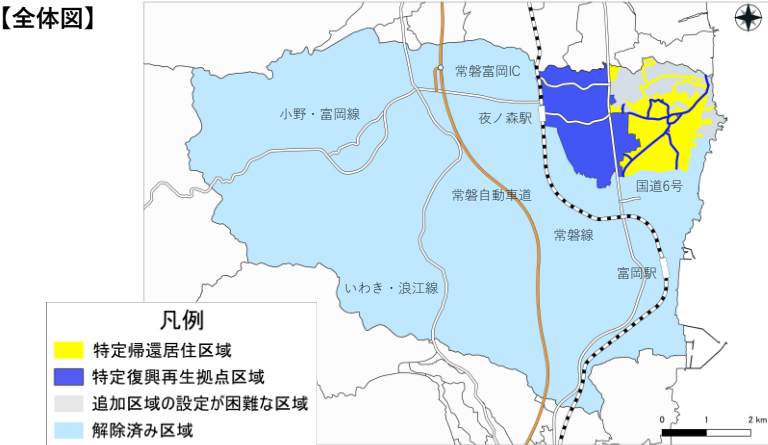 【全体図】
常磐富岡IC
小野・富岡線
夜ノ森駅
国道6号
常磐自動車道
常磐線
富岡駅
いわき・浪江線
凡例
特定帰還居住区域
特定復興再生拠点区域
追加区域の設定が困難な区域
解除済み区域
0 1 2 km